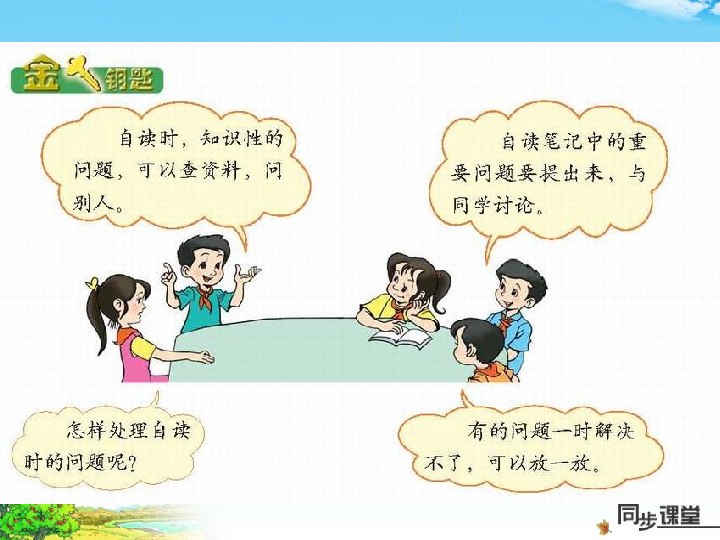 金钥匙
自读时，知识性的
问题，可以查资料，问
别人。
自读笔记中的重
要问题要提出来，与
同学讨论。
怎样处理自读
时的问题呢？
有的问题一时解决
不了，可以放一放。
同步课堂